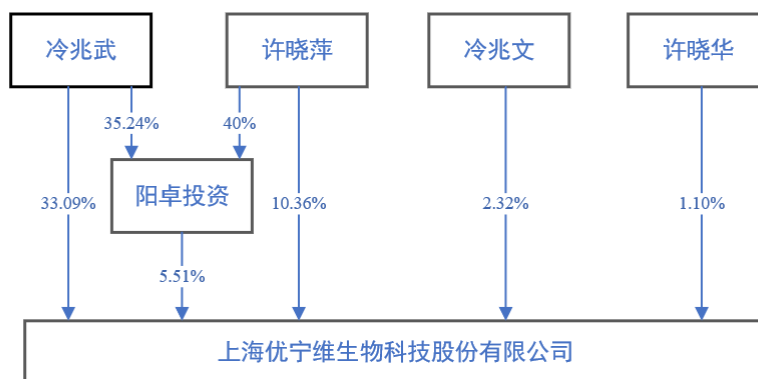 冷兆武
许晓萍
冷兆文
许晓华
35.24%
40%
阳卓投资
33.09%
10.36%
2.32%
1.10%
5.51%
上海优宁维生物科技股份有限公司